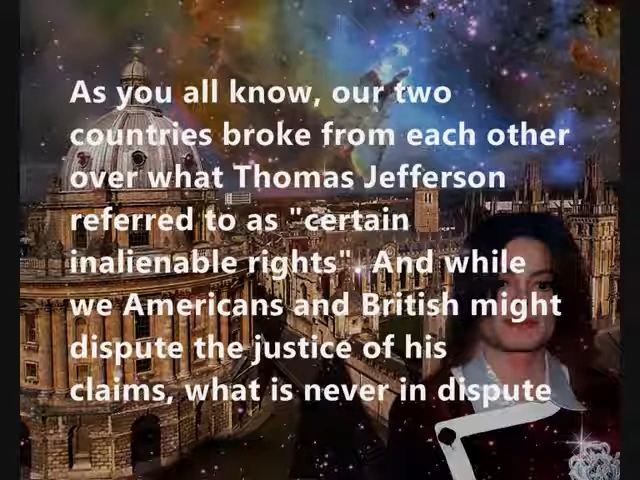 As you all know, our two
countries broke from each other
over what Thomas Jefferson
referred to as "certain
inalienable rights". And while
we Americans and British might
dispute the justice of his
claims, what is never in dispute